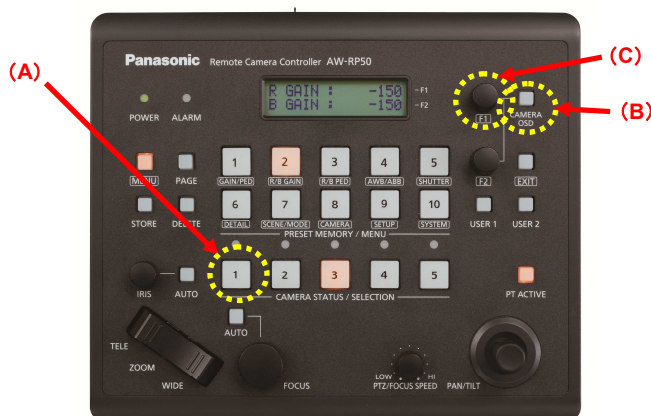 (A)
(C)
(B)
Panasonic Remote Camera Controller AW-RP50
R GAIN : -150 -F1
B GAIN : -150 -F2
F1
CAMERA
OSD
POWER ALARM
1 2 3 4 5
MENU PAGE GAIN/PED R/B GAIN R/B PED AWB/ABB SHUTTER F2 EXIT
6 7 8 9 10
STORE DELETE DETAIL SCENE/MODE CAMERA SETUP SYSTEM USER 1 USER 2
PRESET MEMORY / MENU
1 2 3 4 5
IRIS AUTO PT ACTIVE
CAMERA STATUS / SELECTION
AUTO
TELE
ZOOM
WIDE
FOCUS
LOW HI
PTZ/FOCUS SPEED
PAN/TILT